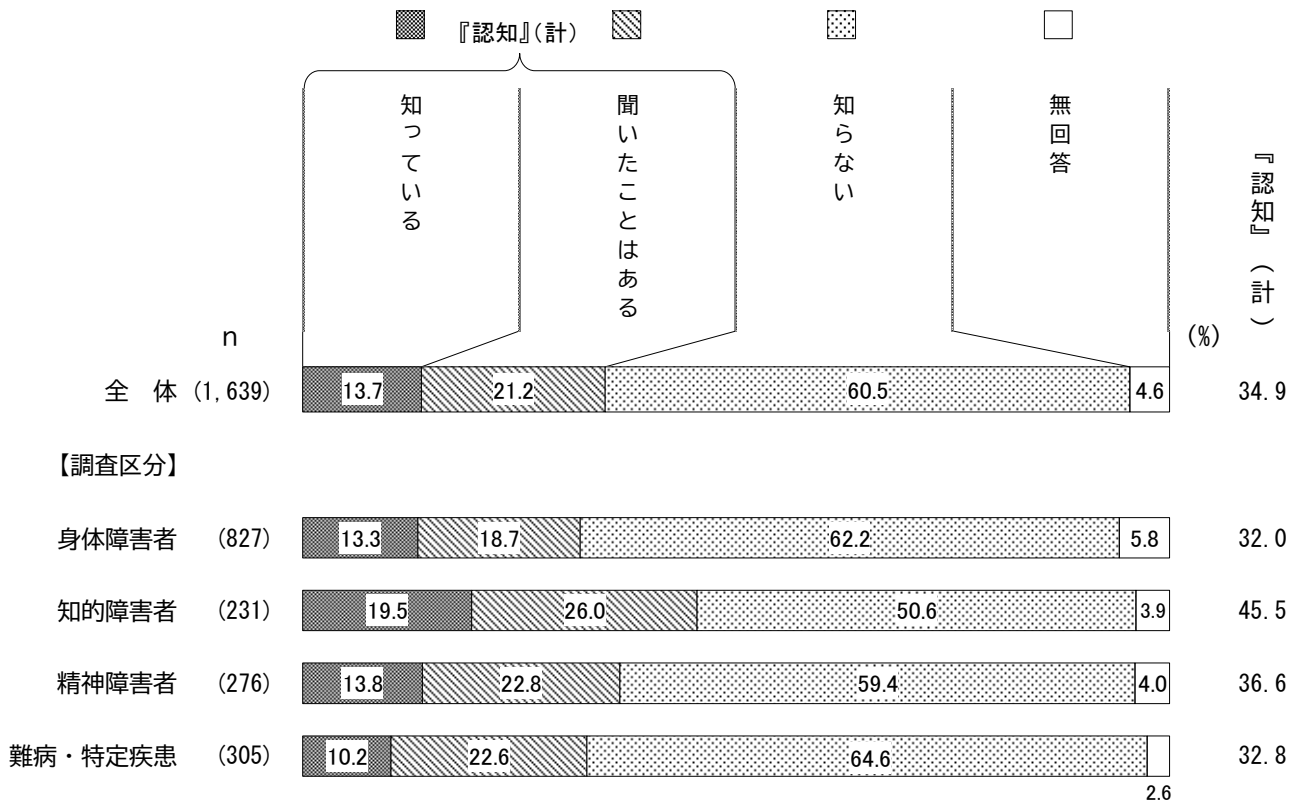 『認知』(計)
知っている
聞いたことはある
知らない
無回答
『認知』(計)
n
(%)
全 体 (1,639) 13.7 21.2 60.5 4.6 34.9
【調査区分】
身体障害者 (827) 13.3 18.7 62.2 5.8 32.0
知的障害者 (231) 19.5 26.0 50.6 3.9 45.5
精神障害者 (276) 13.8 22.8 59.4 4.0 36.6
難病・特定疾患 (305) 10.2 22.6 64.6 2.6 32.8